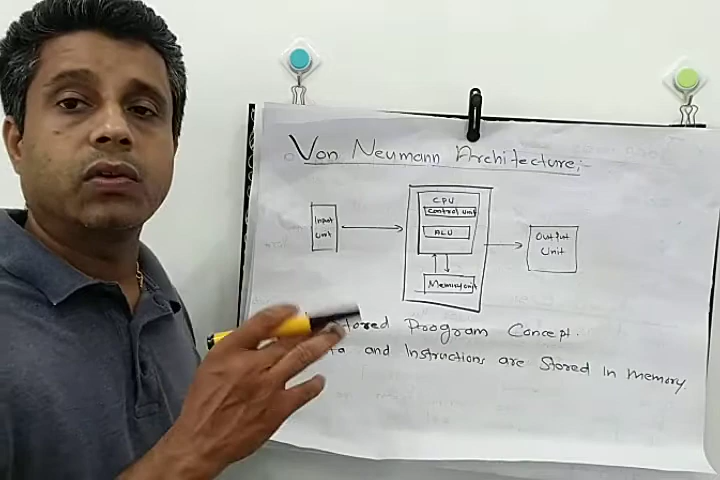 Von Neumann Architecture:-
CPU
Control Unit
ALU
Input
Unit
Output
Unit
Memory Unit
Stored Program Concept.
and Instructions are Stored in memory.